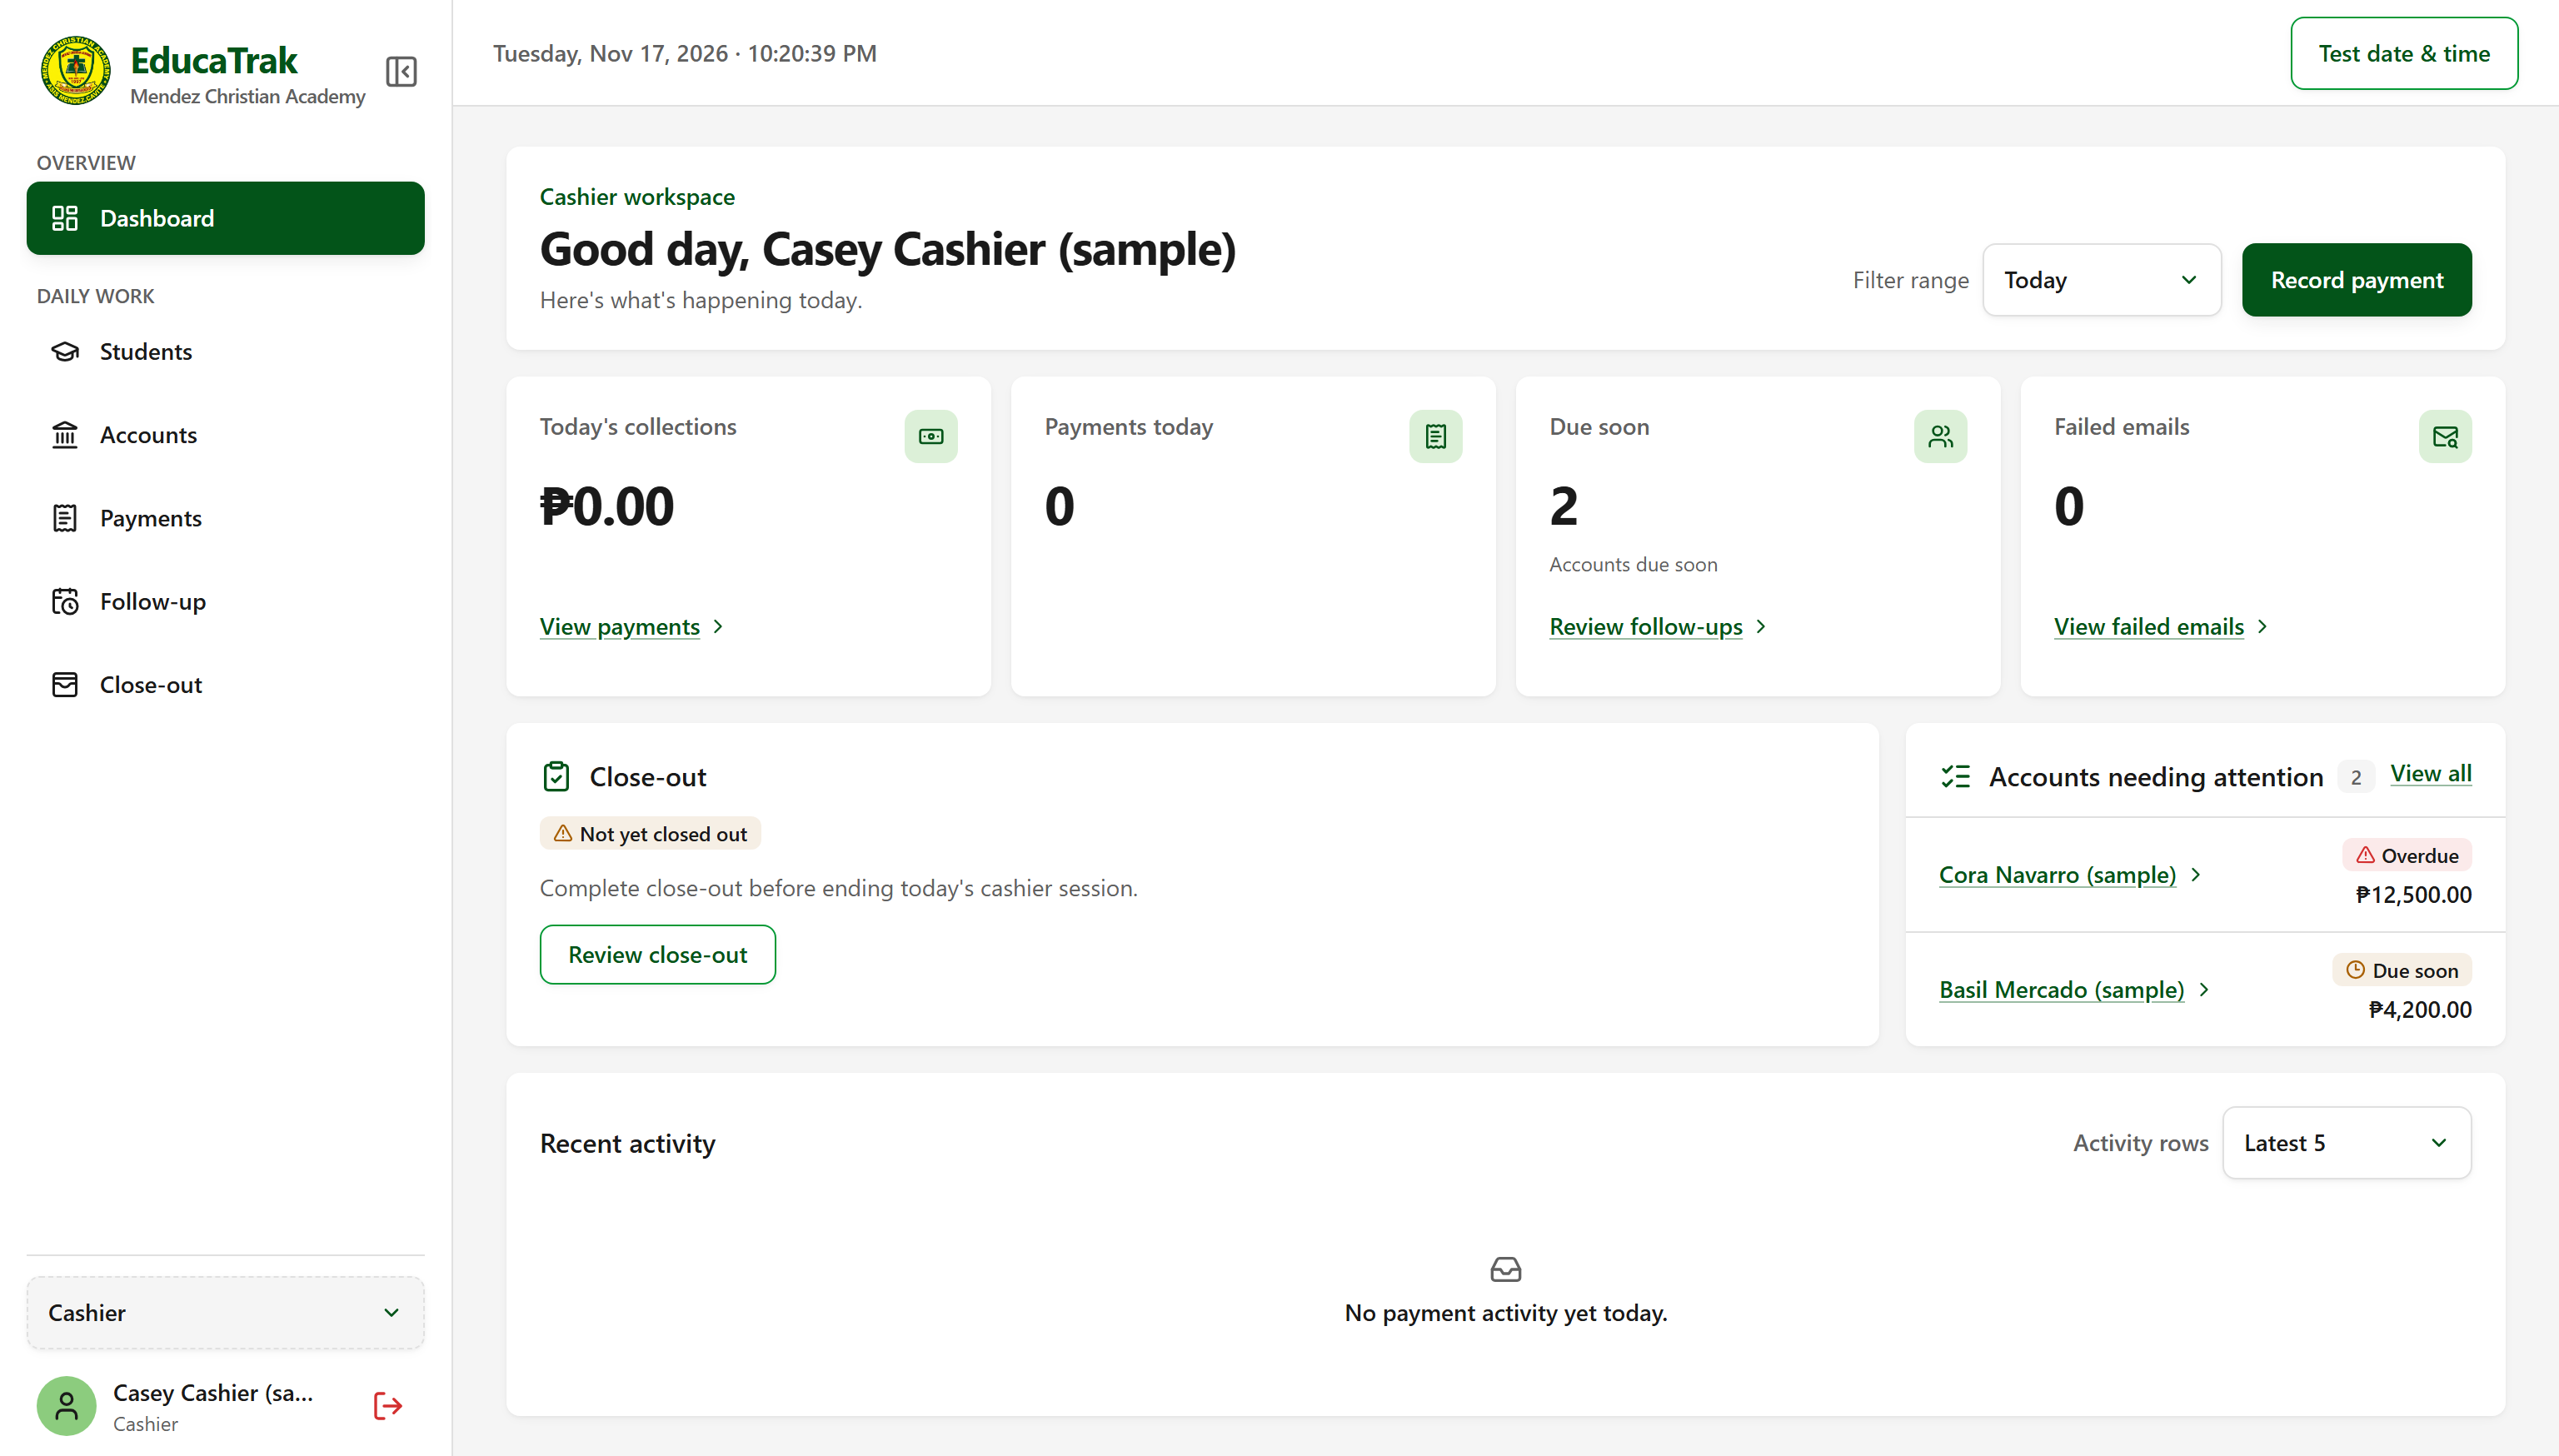 EducaTrak
Mendez Christian Academy
OVERVIEW
Dashboard
DAILY WORK
Students
Accounts
Payments
Follow-up
Close-out
Cashier
Casey Cashier (sa...
Cashier
Tuesday, Nov 17, 2026 · 10:20:39 PM
Test date & time
Cashier workspace
Good day, Casey Cashier (sample)
Here's what's happening today.
Filter range
Today
Record payment
Today's collections
₱0.00
View payments
Payments today
0
Due soon
2
Accounts due soon
Review follow-ups
Failed emails
0
View failed emails
Close-out
Not yet closed out
Complete close-out before ending today's cashier session.
Review close-out
Accounts needing attention 2 View all
Cora Navarro (sample)
Overdue
₱12,500.00
Basil Mercado (sample)
Due soon
₱4,200.00
Recent activity
Activity rows
Latest 5
No payment activity yet today.